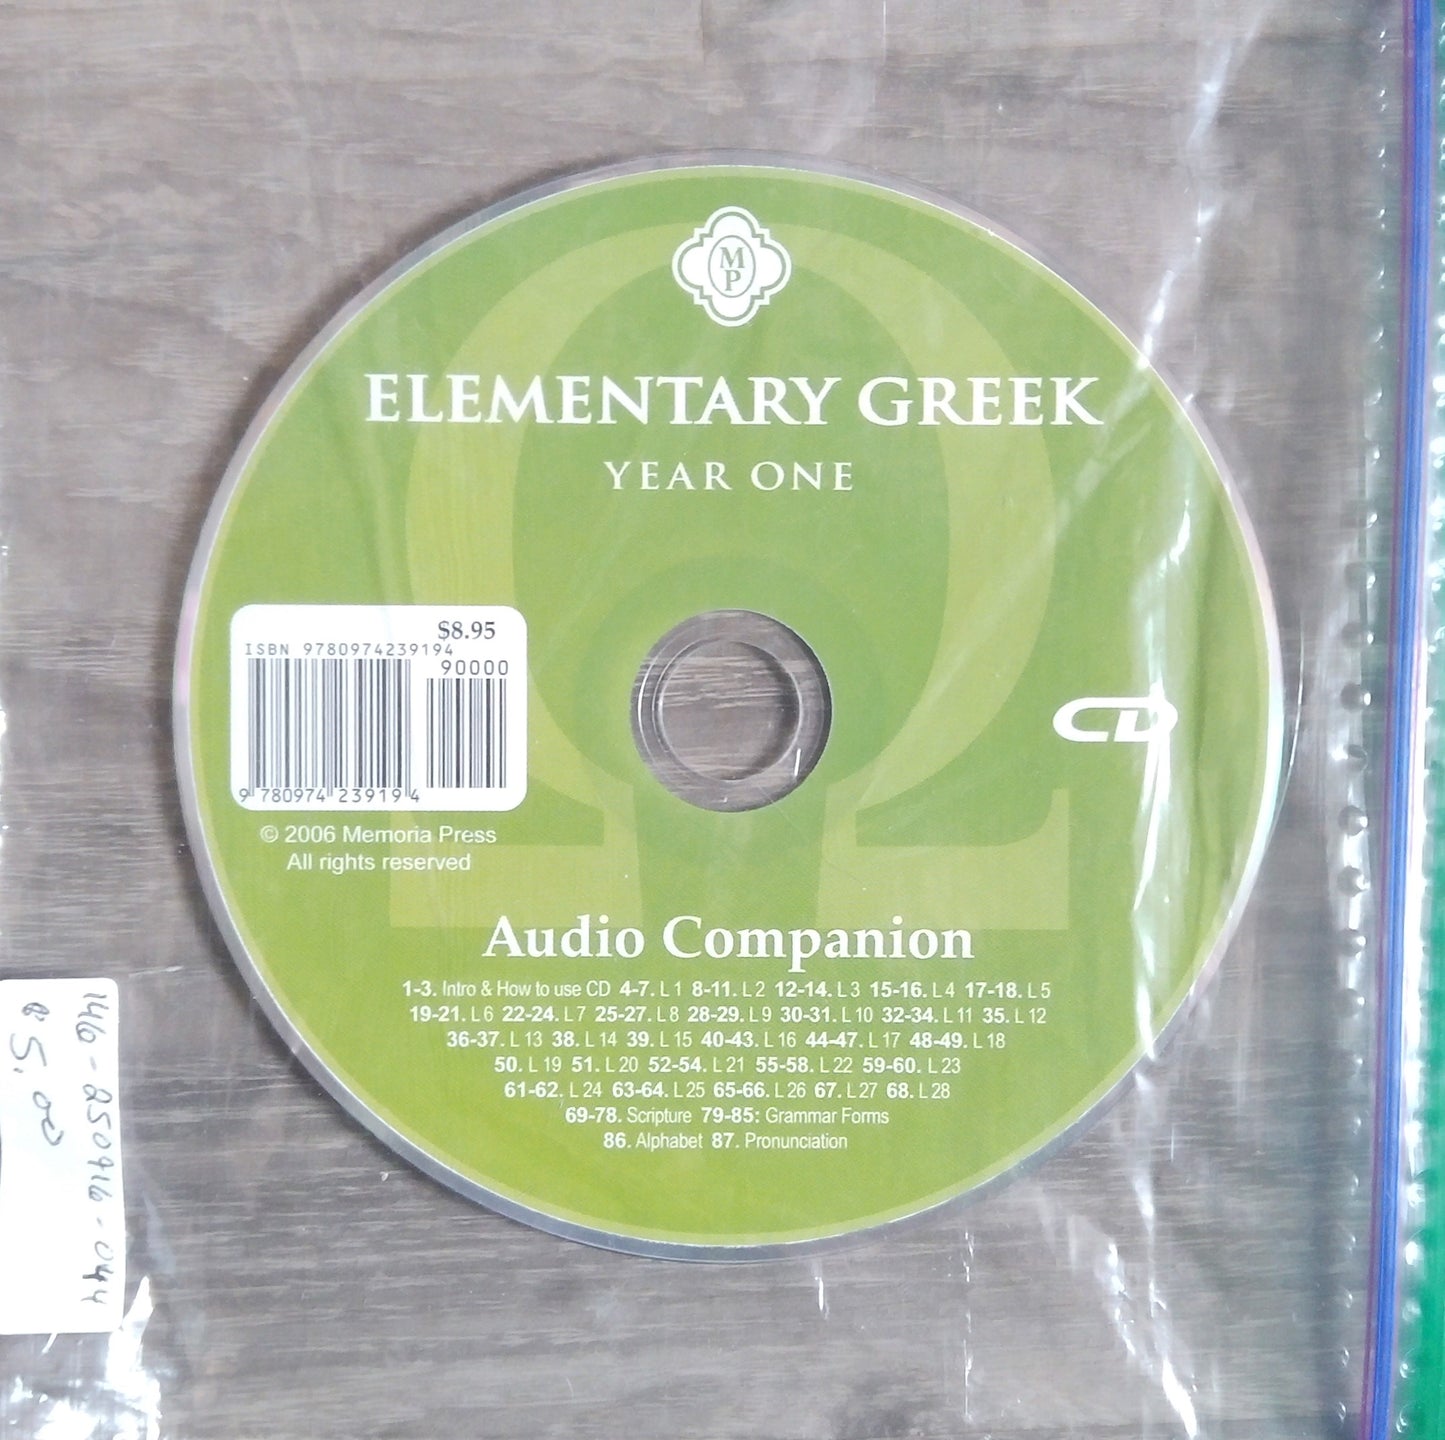 M
P
ELEMENTARY GREEK
YEAR ONE
$8.95
ISBN 9780974239194
90000
9 780974 239194
© 2006 Memoria Press
All rights reserved
CD
Audio Companion
1-3. Intro & How to use CD 4-7. L 1 8-11. L 2 12-14. L 3 15-16. L 4 17-18. L 5
19-21. L 6 22-24. L 7 25-27. L 8 28-29. L 9 30-31. L 10 32-34. L 11 35. L 12
36-37. L 13 38. L 14 39. L 15 40-43. L 16 44-47. L 17 48-49. L 18
50. L 19 51. L 20 52-54. L 21 55-58. L 22 59-60. L 23
61-62. L 24 63-64. L 25 65-66. L 26 67. L 27 68. L 28
69-78. Scripture 79-85: Grammar Forms
86. Alphabet 87. Pronunciation
146-250916-044
$5.00